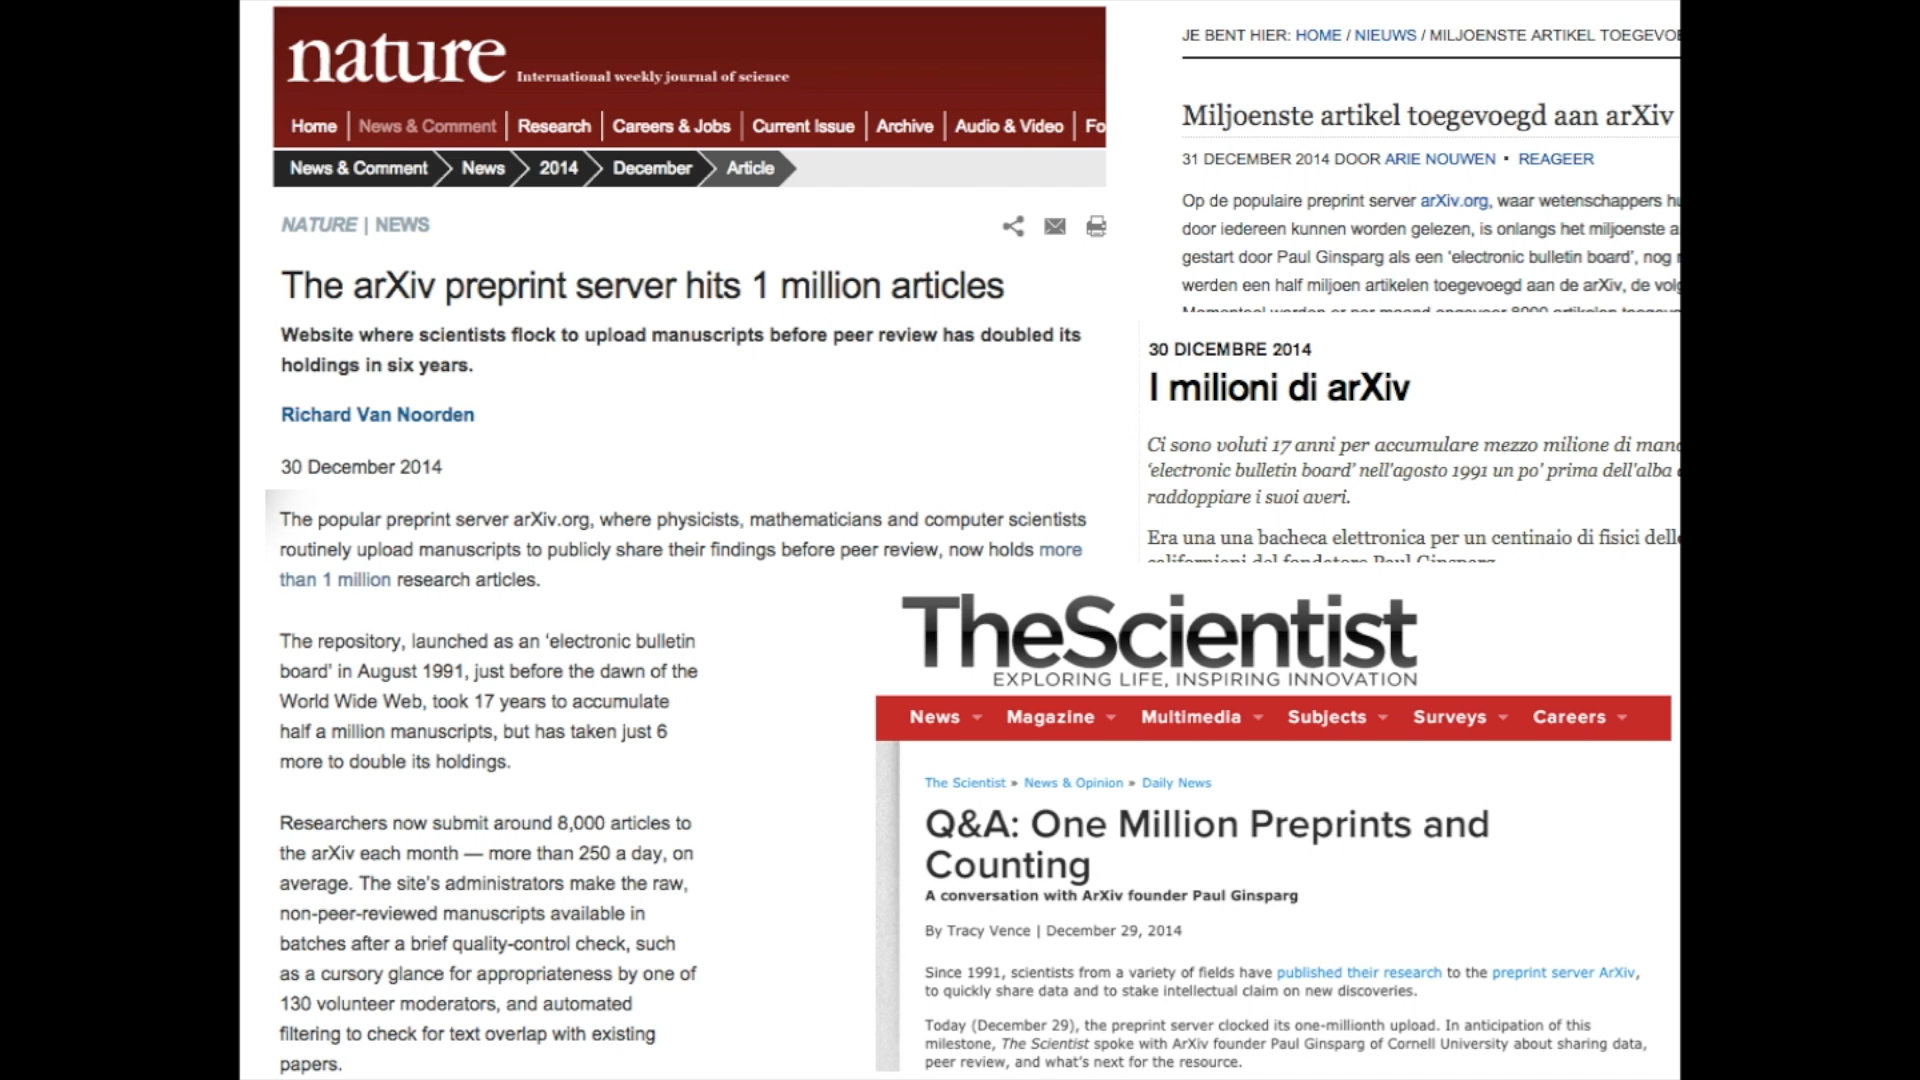 nature International weekly journal of science
Home News & Comment Research Careers & Jobs Current Issue Archive Audio & Video Fo
News & Comment News 2014 December Article
NATURE | NEWS
The arXiv preprint server hits 1 million articles
Website where scientists flock to upload manuscripts before peer review has doubled its
holdings in six years.
Richard Van Noorden
30 December 2014
The popular preprint server arXiv.org, where physicists, mathematicians and computer scientists
routinely upload manuscripts to publicly share their findings before peer review, now holds more
than 1 million research articles.
The repository, launched as an ‘electronic bulletin
board’ in August 1991, just before the dawn of the
World Wide Web, took 17 years to accumulate
half a million manuscripts, but has taken just 6
more to double its holdings.
Researchers now submit around 8,000 articles to
the arXiv each month — more than 250 a day, on
average. The site's administrators make the raw,
non-peer-reviewed manuscripts available in
batches after a brief quality-control check, such
as a cursory glance for appropriateness by one of
130 volunteer moderators, and automated
filtering to check for text overlap with existing
papers.
JE BENT HIER: HOME / NIEUWS / MILJOENSTE ARTIKEL TOEGEVO
Miljoenste artikel toegevoegd aan arXiv
31 DECEMBER 2014 DOOR ARIE NOUWEN ▪ REAGEER
Op de populaire preprint server arXiv.org, waar wetenschappers hu
door iedereen kunnen worden gelezen, is onlangs het miljoenste a
gestart door Paul Ginsparg als een 'electronic bulletin board', nog
werden een half miljoen artikelen toegevoegd aan de arXiv, de volg
30 DICEMBRE 2014
I milioni di arXiv
Ci sono voluti 17 anni per accumulare mezzo milione di mano
'electronic bulletin board' nell'agosto 1991 un po' prima dell'alba
raddoppiare i suoi averi.
Era una una bacheca elettronica per un centinaio di fisici delle
californiani del fondatore Paul Ginsparg
TheScientist
EXPLORING LIFE, INSPIRING INNOVATION
News Magazine Multimedia Subjects Surveys Careers
The Scientist » News & Opinion » Daily News
Q&A: One Million Preprints and
Counting
A conversation with ArXiv founder Paul Ginsparg
By Tracy Vence | December 29, 2014
Since 1991, scientists from a variety of fields have published their research to the preprint server ArXiv,
to quickly share data and to stake intellectual claim on new discoveries.
Today (December 29), the preprint server clocked its one-millionth upload. In anticipation of this
milestone, The Scientist spoke with ArXiv founder Paul Ginsparg of Cornell University about sharing data,
peer review, and what's next for the resource.